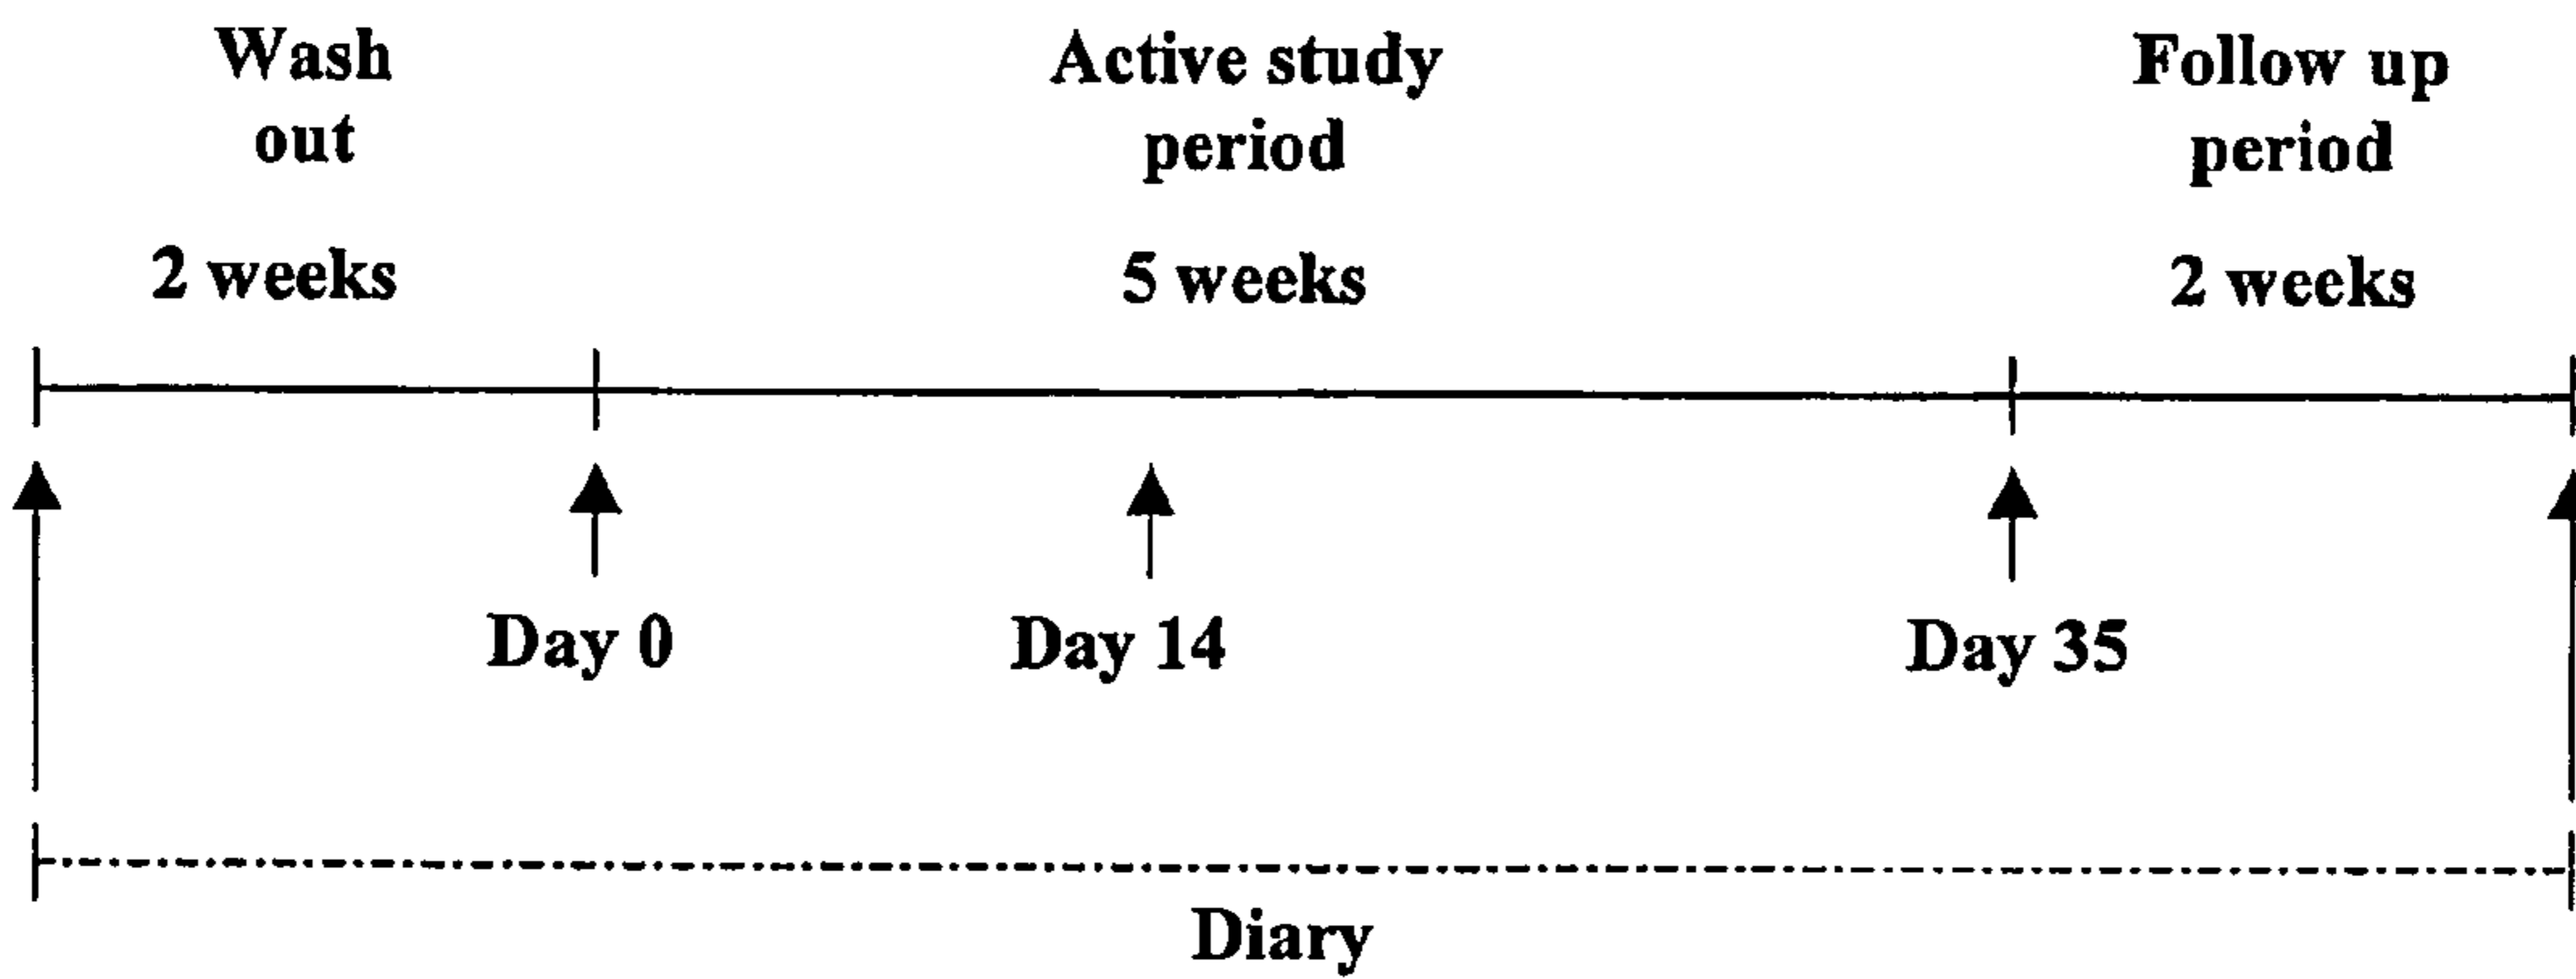 Wash
out
2 weeks
Active study
period
5 weeks
Follow up
period
2 weeks
Day 0
Day 14
Day 35
Diary